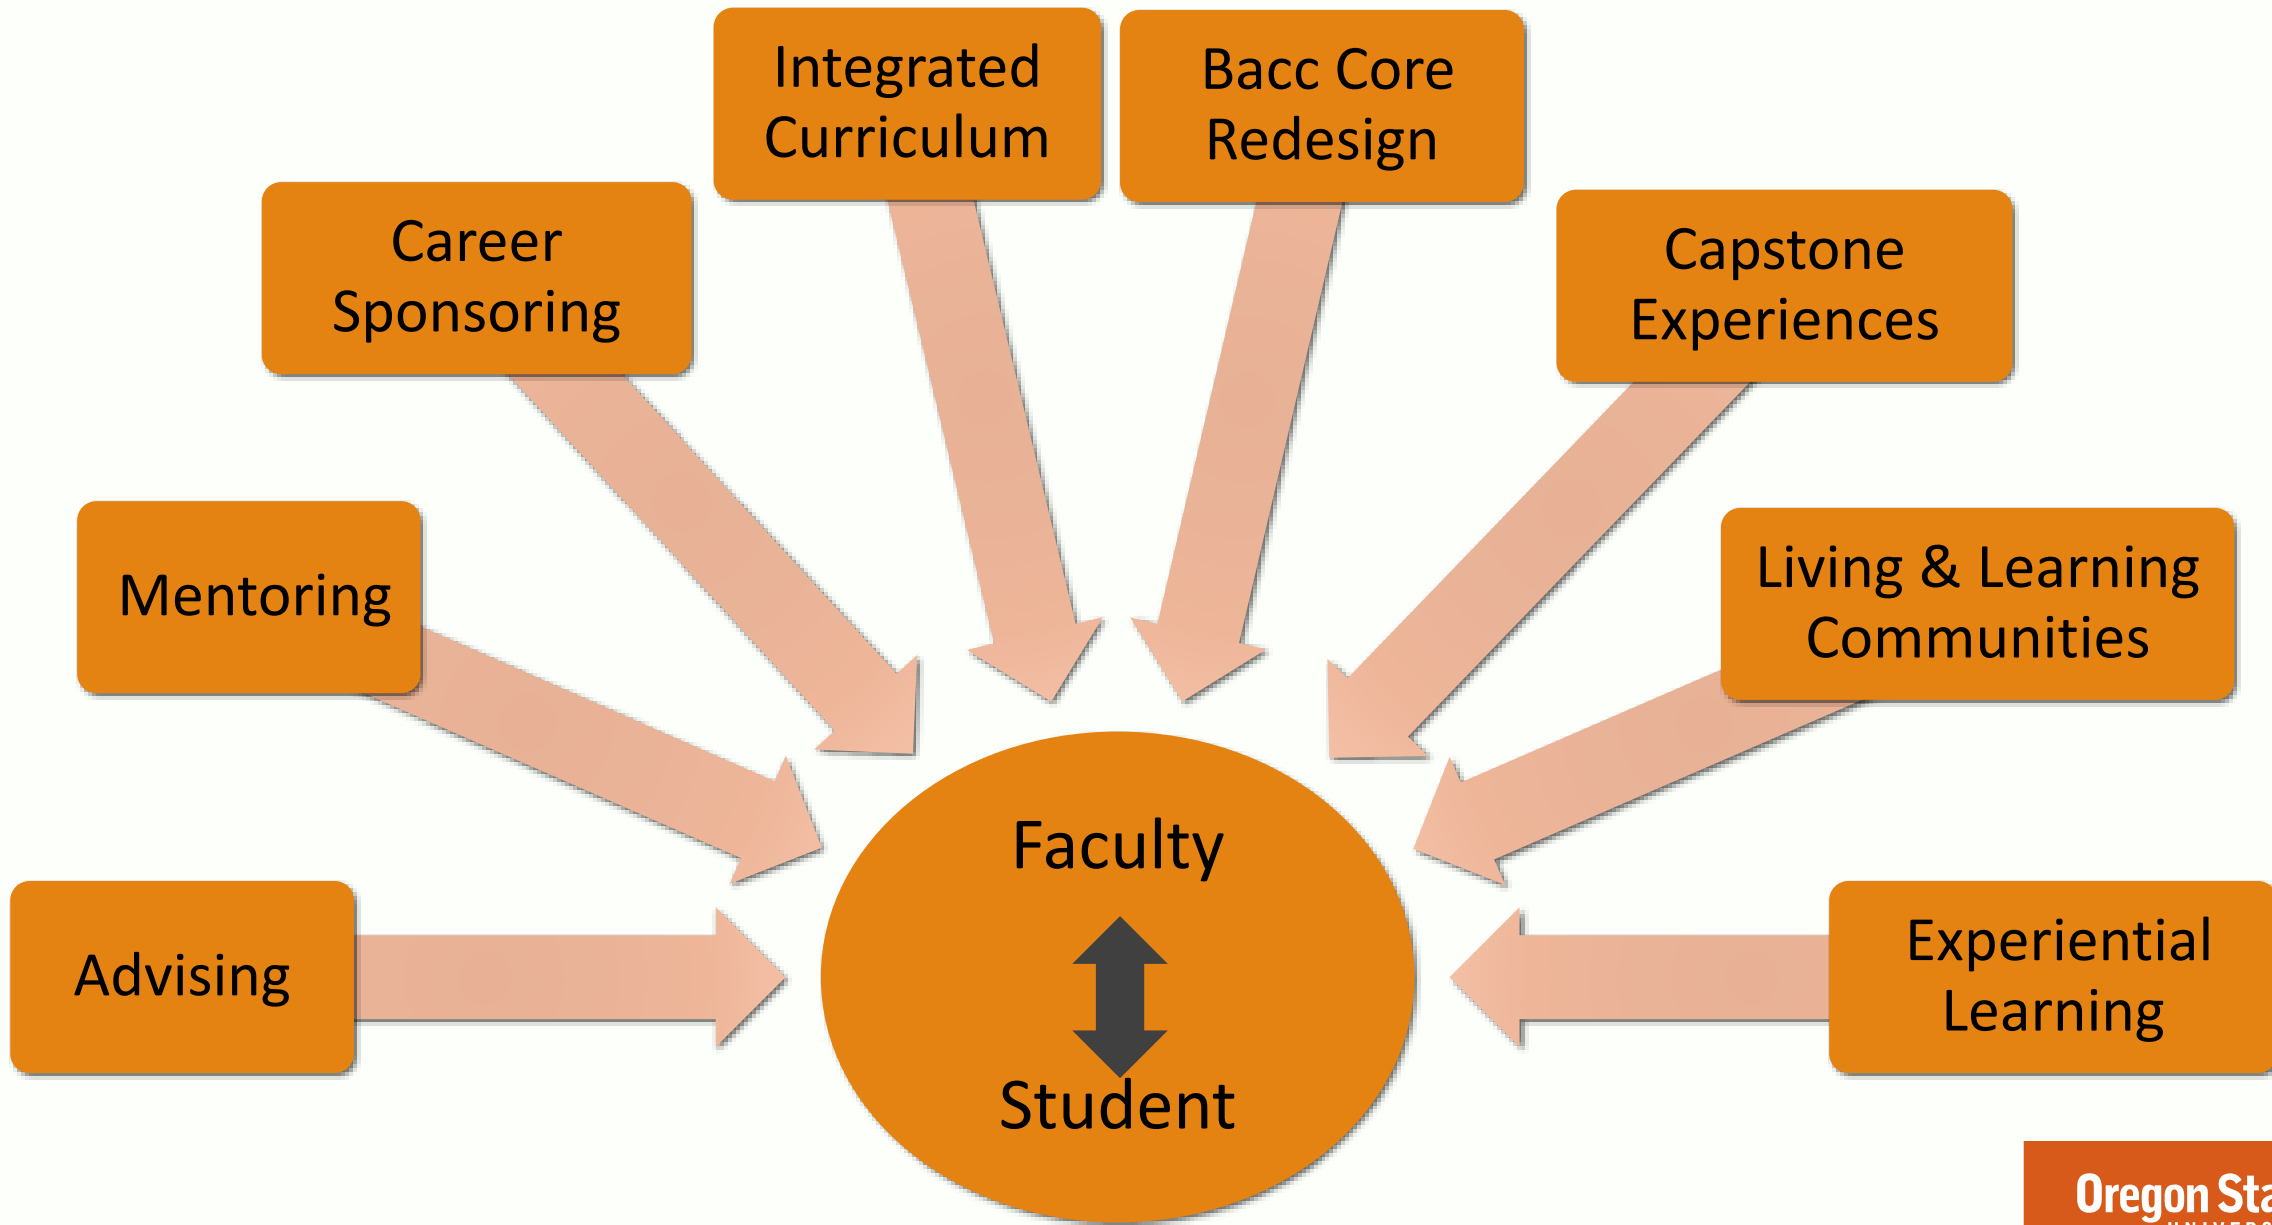 Integrated
Curriculum
Bacc Core
Redesign
Career
Sponsoring
Capstone
Experiences
Mentoring
Living & Learning
Communities
Advising
Faculty
Student
Experiential
Learning
Oregon